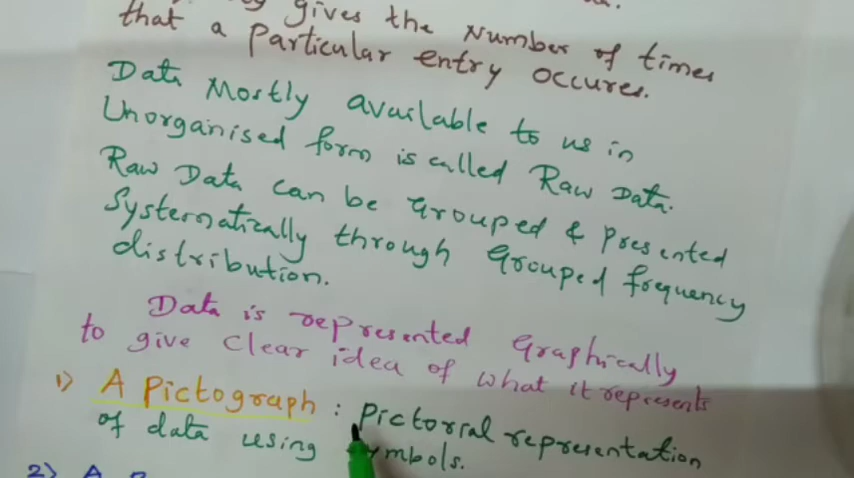 gives the Number of times
that a Particular entry occures.
Data Mostly available to us in
Unorganised form is called Raw Data.
Raw Data can be Grouped & Presented
Systematically through Grouped frequency
distribution.
Data is represented Graphically
to give clear idea of what it represents
1) A Pictograph : Pictorial representation
of data using symbols.
2) A